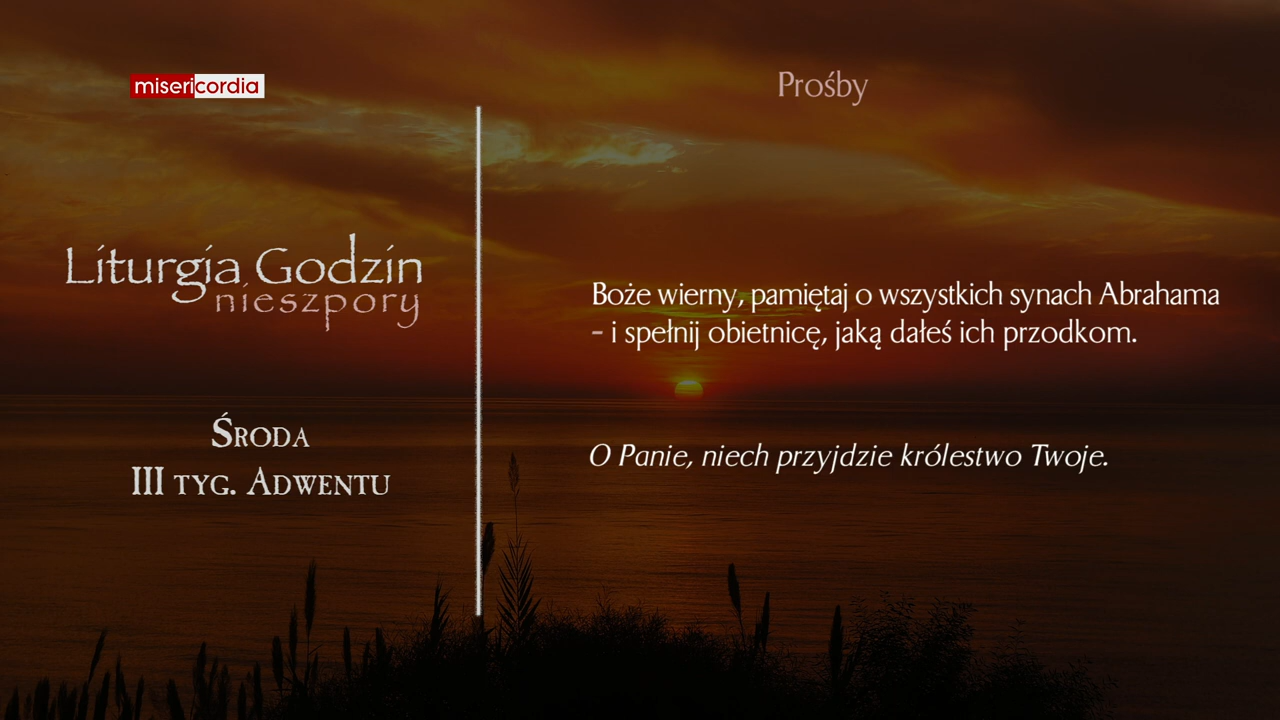 misericordia
Prośby
Liturgia Godzin
nieszpory
Boże wierny, pamiętaj o wszystkich synach Abrahama
– i spełnij obietnicę, jaką dałeś ich przodkom.
Środa
III tyg. Adwentu
O Panie, niech przyjdzie królestwo Twoje.